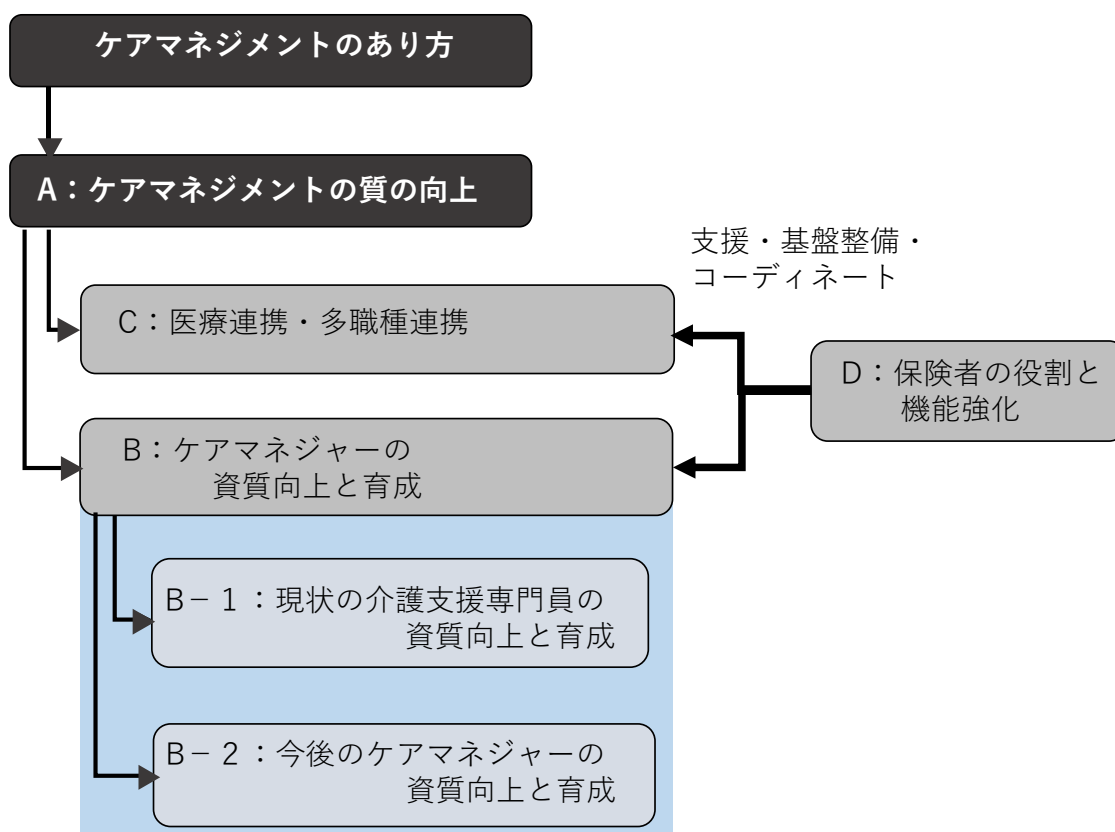 ケアマネジメントのあり方
A：ケアマネジメントの質の向上
支援・基盤整備・
コーディネート
C：医療連携・多職種連携
D：保険者の役割と
機能強化
B：ケアマネジャーの
資質向上と育成
B－１：現状の介護支援専門員の
資質向上と育成
B－２：今後のケアマネジャーの
資質向上と育成